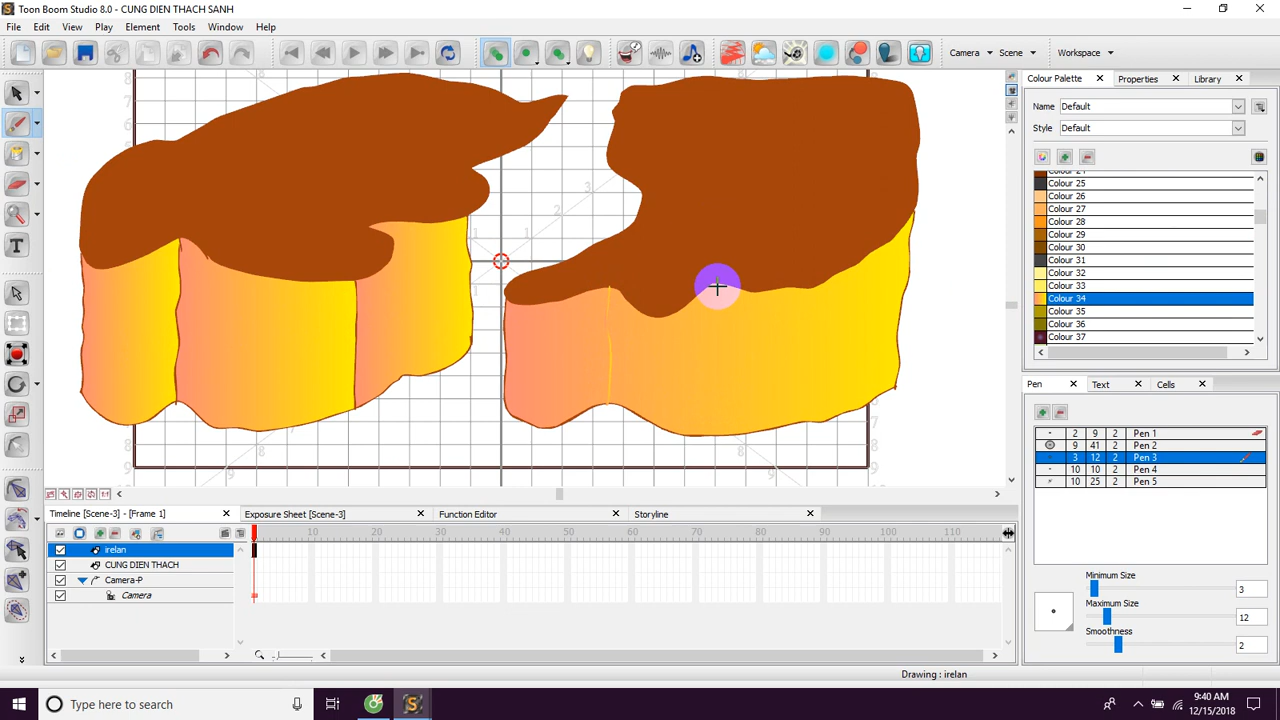 Toon Boom Studio 8.0 - CUNG DIEN THACH SANH
File Edit View Play Element Tools Window Help
Camera Scene Workspace
Colour Palette Properties Library
Name Default
Style Default
Colour 25
Colour 26
Colour 27
Colour 28
Colour 29
Colour 30
Colour 31
Colour 32
Colour 33
Colour 34
Colour 35
Colour 36
Colour 37
Pen Text Cells
2 9 2 Pen 1
9 41 2 Pen 2
3 12 2 Pen 3
10 10 2 Pen 4
10 25 2 Pen 5
Minimum Size
3
Maximum Size
12
Smoothness
2
Timeline [Scene-3] - [Frame 1] Exposure Sheet [Scene-3] Function Editor Storyline
10 20 30 40 50 60 70 80 90 100 110
irelan
CUNG DIEN THACH
Camera-P
Camera
Drawing : irelan
Type here to search
9:40 AM
12/15/2018